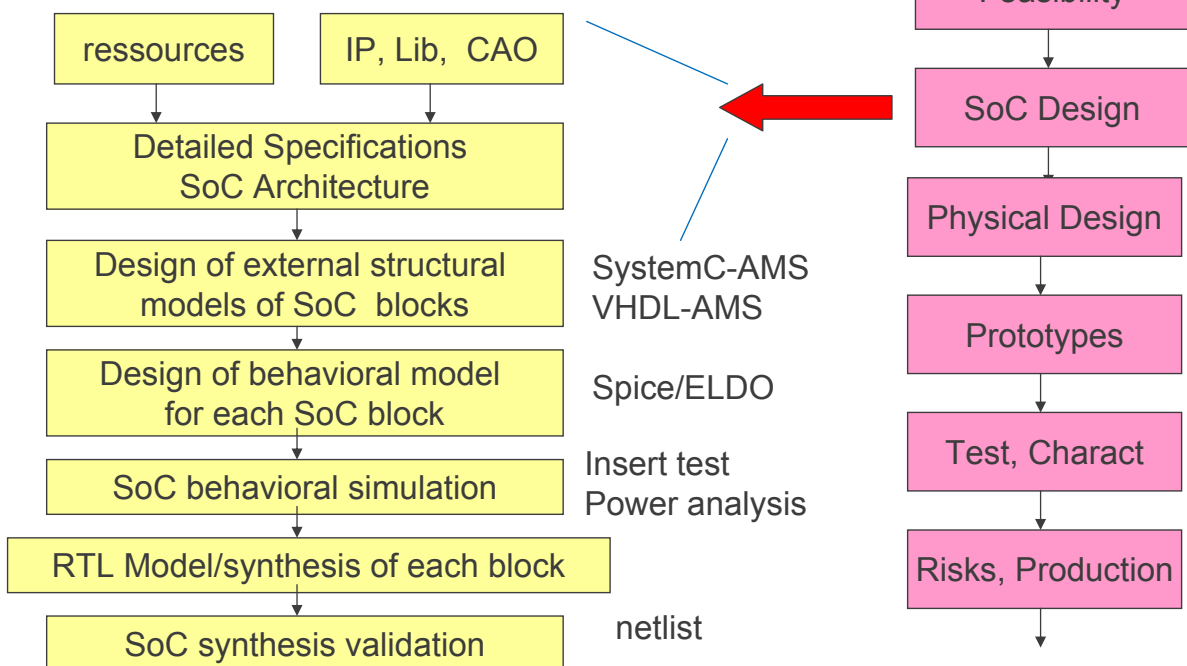 ressources
IP, Lib, CAO
Detailed Specifications
SoC Architecture
Design of external structural
models of SoC blocks
SystemC-AMS
VHDL-AMS
Design of behavioral model
for each SoC block
Spice/ELDO
SoC behavioral simulation
Insert test
Power analysis
RTL Model/synthesis of each block
SoC synthesis validation
netlist
SoC Design
Physical Design
Prototypes
Test, Charact
Risks, Production